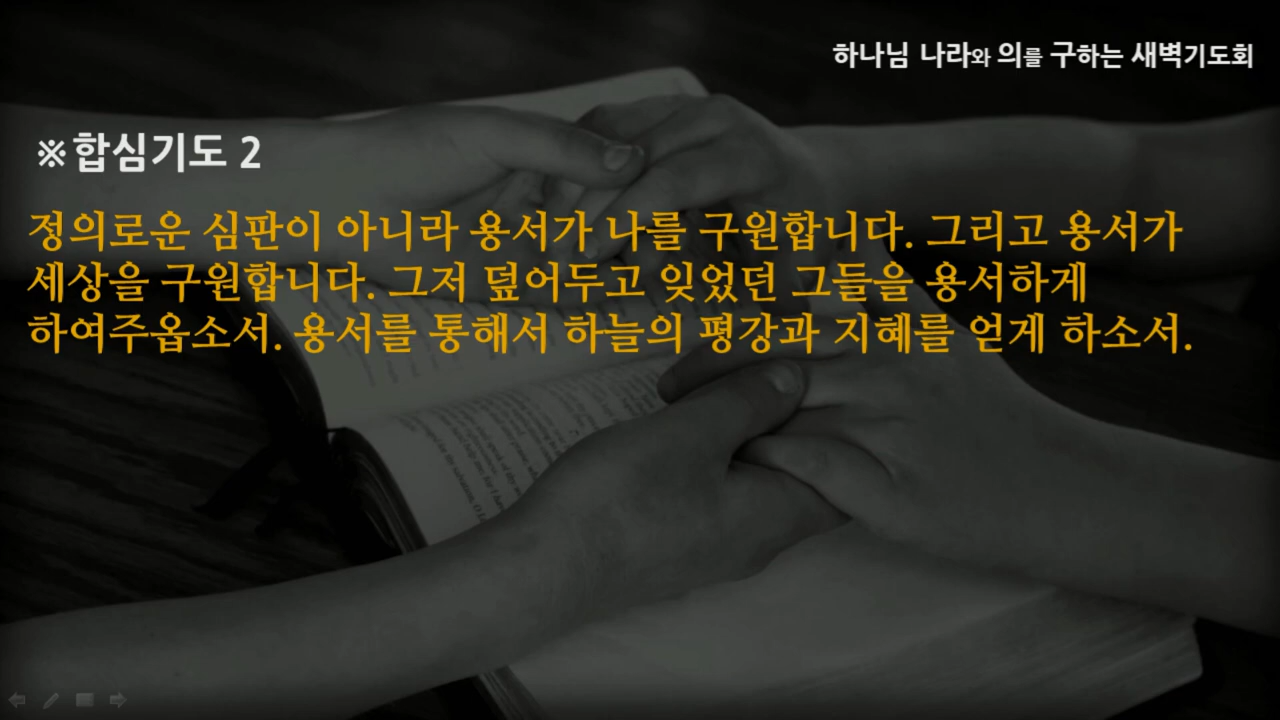 하나님 나라와 의를 구하는 새벽기도회
※합심기도 2
정의로운 심판이 아니라 용서가 나를 구원합니다. 그리고 용서가
세상을 구원합니다. 그저 덮어두고 잊었던 그들을 용서하게
하여주옵소서. 용서를 통해서 하늘의 평강과 지혜를 얻게 하소서.